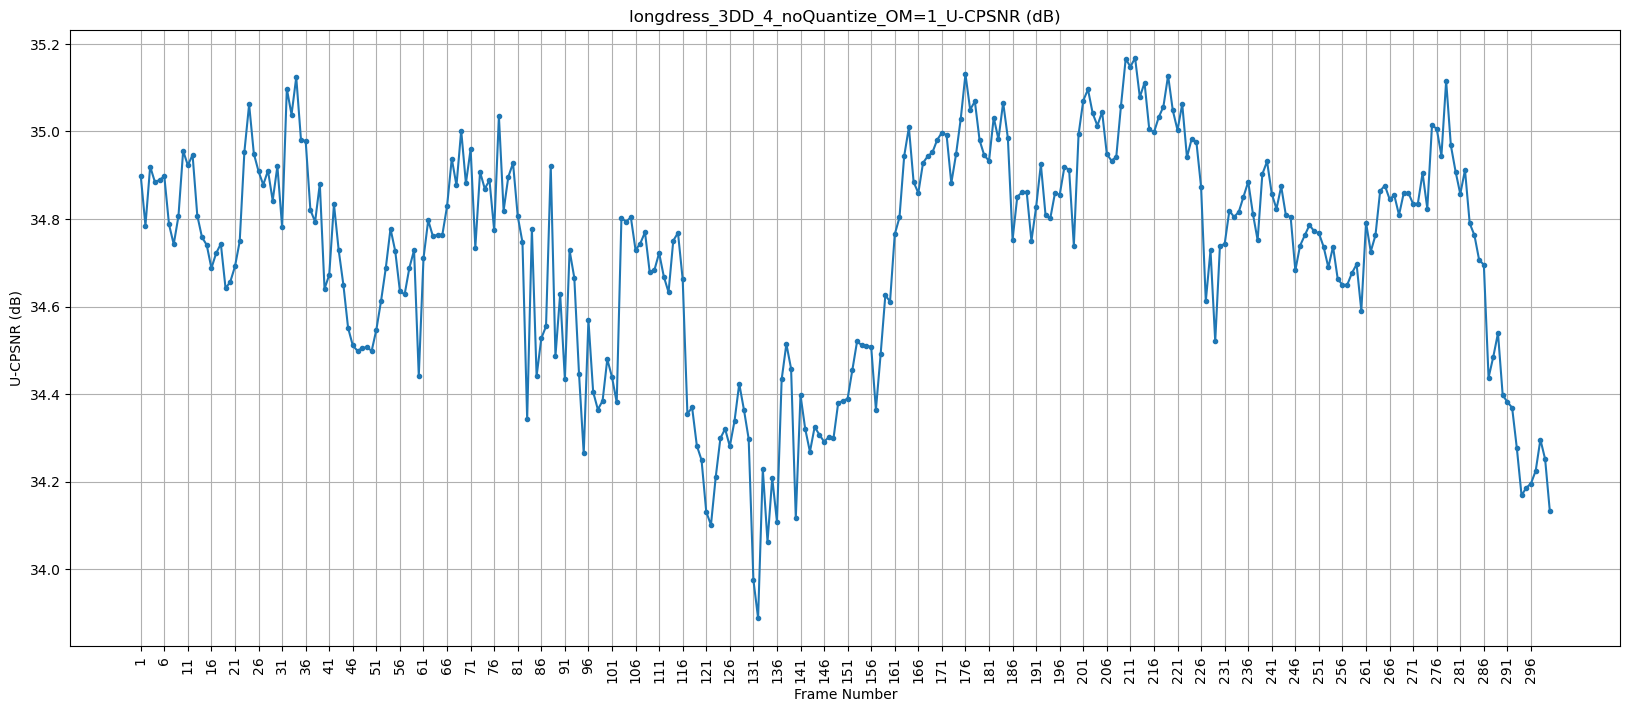 longdress_3DD_4_noQuantize_OM=1_U-CPSNR (dB)
35.2
35.0
34.8
34.6
34.4
34.2
34.0
U-CPSNR (dB)
1 6 11 16 21 26 31 36 41 46 51 56 61 66 71 76 81 86 91 96 101 106 111 116 121 126 131 136 141 146 151 156 161 166 171 176 181 186 191 196 201 206 211 216 221 226 231 236 241 246 251 256 261 266 271 276 281 286 291 296
Frame Number